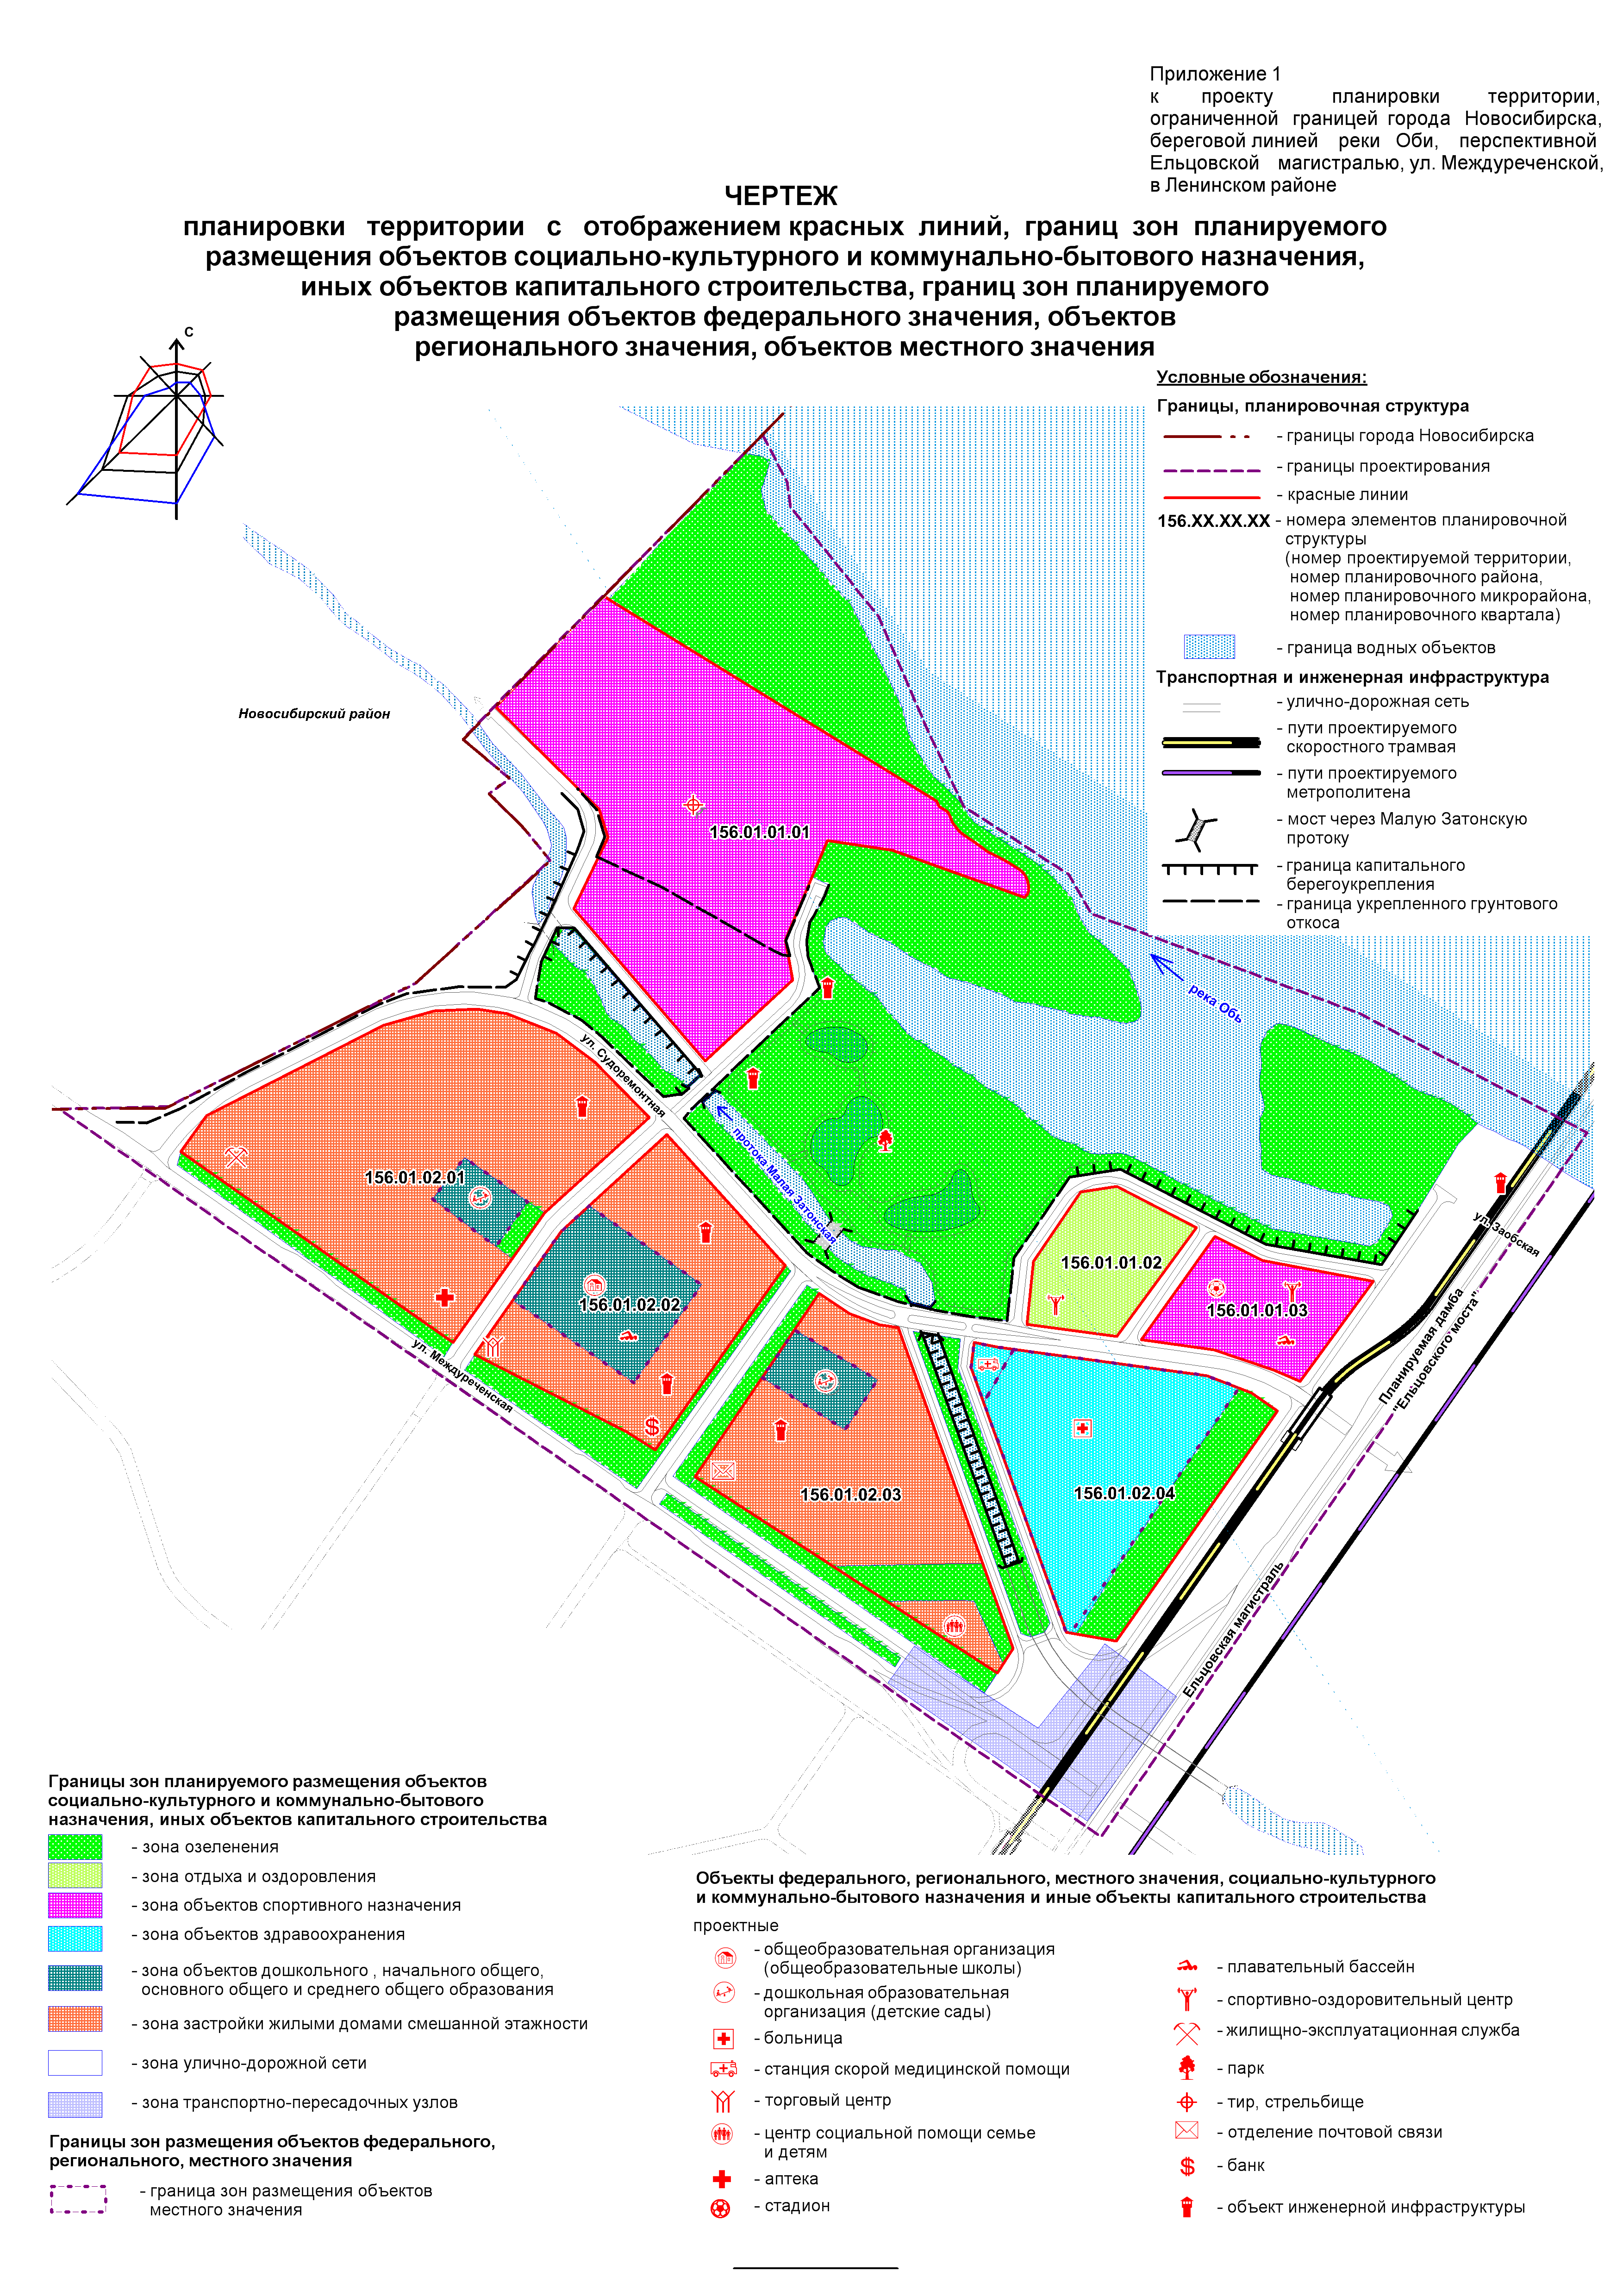 Приложение 1
к проекту планировки территории,
ограниченной границей города Новосибирска,
береговой линией реки Оби, перспективной
Ельцовской магистралью, ул. Междуреченской,
в Ленинском районе
ЧЕРТЕЖ
планировки территории с отображением красных линий, границ зон планируемого
размещения объектов социально-культурного и коммунально-бытового назначения,
иных объектов капитального строительства, границ зон планируемого
размещения объектов федерального значения, объектов
регионального значения, объектов местного значения
С
Условные обозначения:
Границы, планировочная структура
- границы города Новосибирска
- границы проектирования
- красные линии
156.ХХ.ХХ.ХХ - номера элементов планировочной
структуры
(номер проектируемой территории,
номер планировочного района,
номер планировочного микрорайона,
номер планировочного квартала)
- граница водных объектов
Транспортная и инженерная инфраструктура
- улично-дорожная сеть
- пути проектируемого
скоростного трамвая
- пути проектируемого
метрополитена
- мост через Малую Затонскую
протоку
- граница капитального
берегоукрепления
- граница укрепленного грунтового
откоса
Новосибирский район
156.01.01.01
река Обь
ул. Судоремонтная
протока Малая Затонская
156.01.02.01
156.01.02.02
156.01.01.02
156.01.01.03
ул. Заобская
Планируемая дамба
"Ельцовского моста"
ул. Междуреченская
156.01.02.03
156.01.02.04
Ельцовская магистраль
Границы зон планируемого размещения объектов
социально-культурного и коммунально-бытового
назначения, иных объектов капитального строительства
- зона озеленения
- зона отдыха и оздоровления
- зона объектов спортивного назначения
- зона объектов здравоохранения
- зона объектов дошкольного , начального общего,
основного общего и среднего общего образования
- зона застройки жилыми домами смешанной этажности
- зона улично-дорожной сети
- зона транспортно-пересадочных узлов
Границы зон размещения объектов федерального,
регионального, местного значения
- граница зон размещения объектов
местного значения
Объекты федерального, регионального, местного значения, социально-культурного
и коммунально-бытового назначения и иные объекты капитального строительства
проектные
- общеобразовательная организация
(общеобразовательные школы)
- дошкольная образовательная
организация (детские сады)
- больница
- станция скорой медицинской помощи
- торговый центр
- центр социальной помощи семье
и детям
- аптека
- стадион
- плавательный бассейн
- спортивно-оздоровительный центр
- жилищно-эксплуатационная служба
- парк
- тир, стрельбище
- отделение почтовой связи
- банк
- объект инженерной инфраструктуры